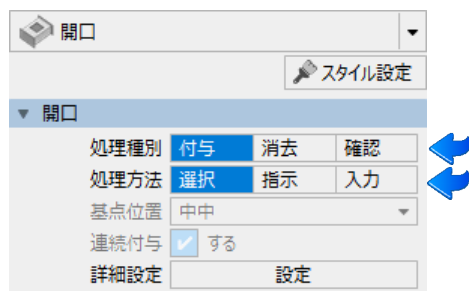 開口
スタイル設定
開口
処理種別 付与 消去 確認
処理方法 選択 指示 入力
基点位置 中中
連続付与 する
詳細設定 設定